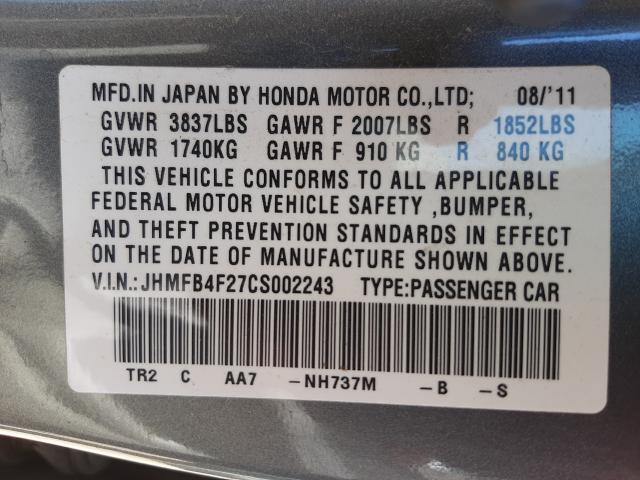 MFD.IN JAPAN BY HONDA MOTOR CO.,LTD; 08/'11
GVWR 3837LBS GAWR F 2007LBS R 1852LBS
GVWR 1740KG GAWR F 910 KG R 840 KG
THIS VEHICLE CONFORMS TO ALL APPLICABLE
FEDERAL MOTOR VEHICLE SAFETY ,BUMPER,
AND THEFT PREVENTION STANDARDS IN EFFECT
ON THE DATE OF MANUFACTURE SHOWN ABOVE.
V.I.N.: JHMFB4F27CS002243 TYPE:PASSENGER CAR
TR2 C AA7 -NH737M -B -S